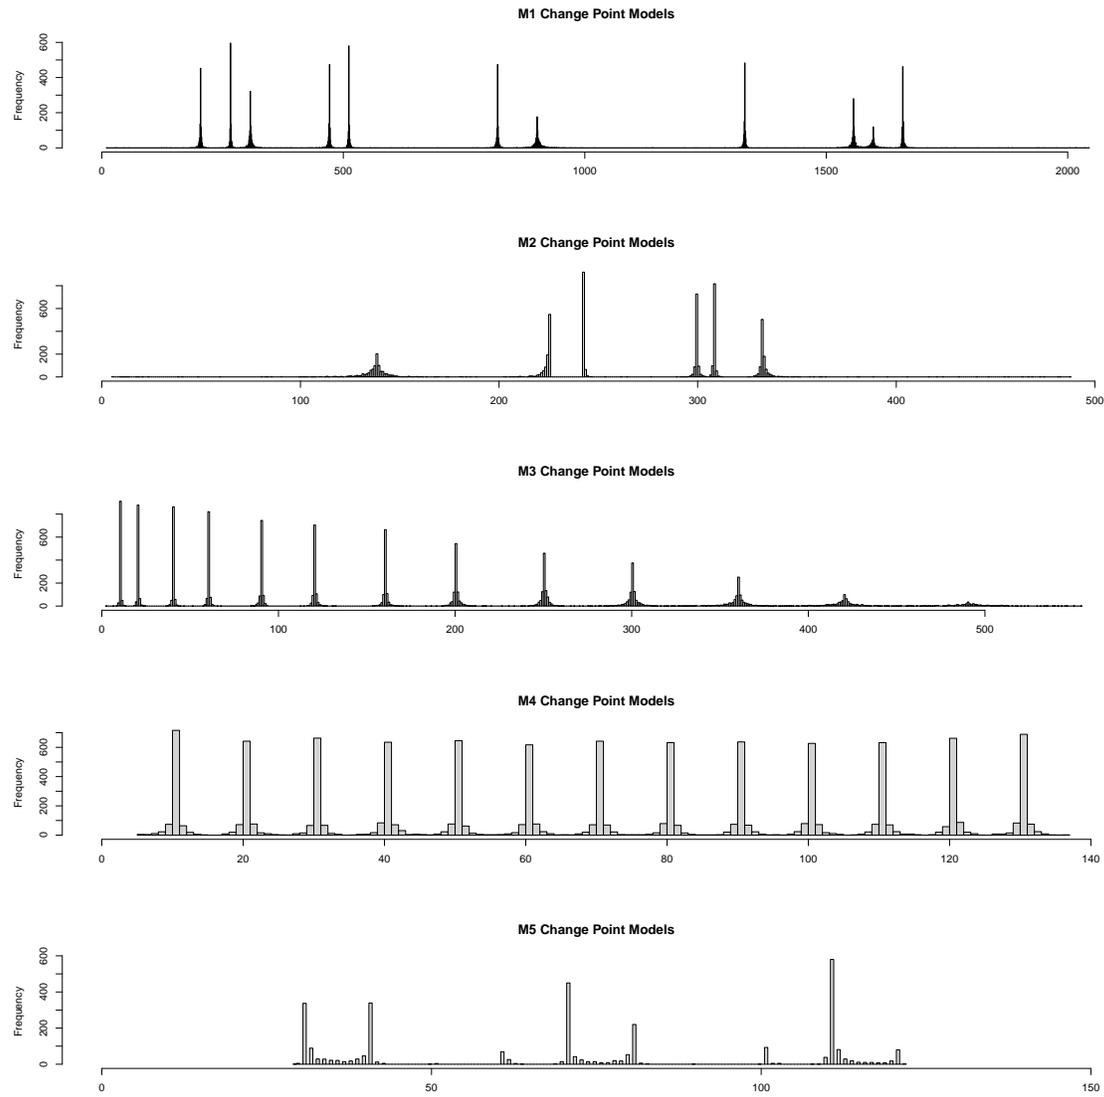 M1 Change Point Models
Frequency
0 200 400 600
0 500 1000 1500 2000
M2 Change Point Models
Frequency
0 200 600
0 100 200 300 400 500
M3 Change Point Models
Frequency
0 200 600
0 100 200 300 400 500
M4 Change Point Models
Frequency
0 200 400 600
0 20 40 60 80 100 120 140
M5 Change Point Models
Frequency
0 200 400 600
0 50 100 150